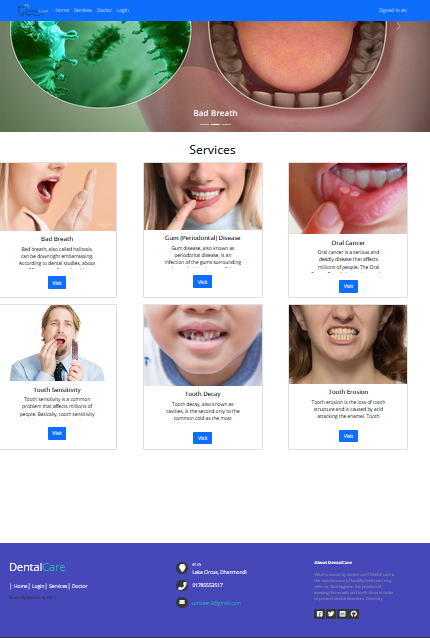 Home Services Doctor Login
Signed in as:
Bad Breath
Services
Bad Breath
Bad breath, also called halitosis,
can be downright embarrassing.
According to dental studies, about
Visit
Gum (Periodontal) Disease
Gum disease, also known as
periodontal disease, is an
infection of the gums surrounding
Visit
Oral Cancer
Oral cancer is a serious and
deadly disease that affects
millions of people. The Oral
Visit
Tooth Sensitivity
Tooth sensitivity is a common
problem that affects millions of
people. Basically, tooth sensitivity
Visit
Tooth Decay
Tooth decay, also known as
cavities, is the second only to the
common cold as the most
Visit
Tooth Erosion
Tooth erosion is the loss of tooth
structure and is caused by acid
attacking the enamel. Tooth
Visit
DentalCare
| Home| Login| Services| Doctor
Lake Circus, Dhanmondi
01785553517
About DentalCare